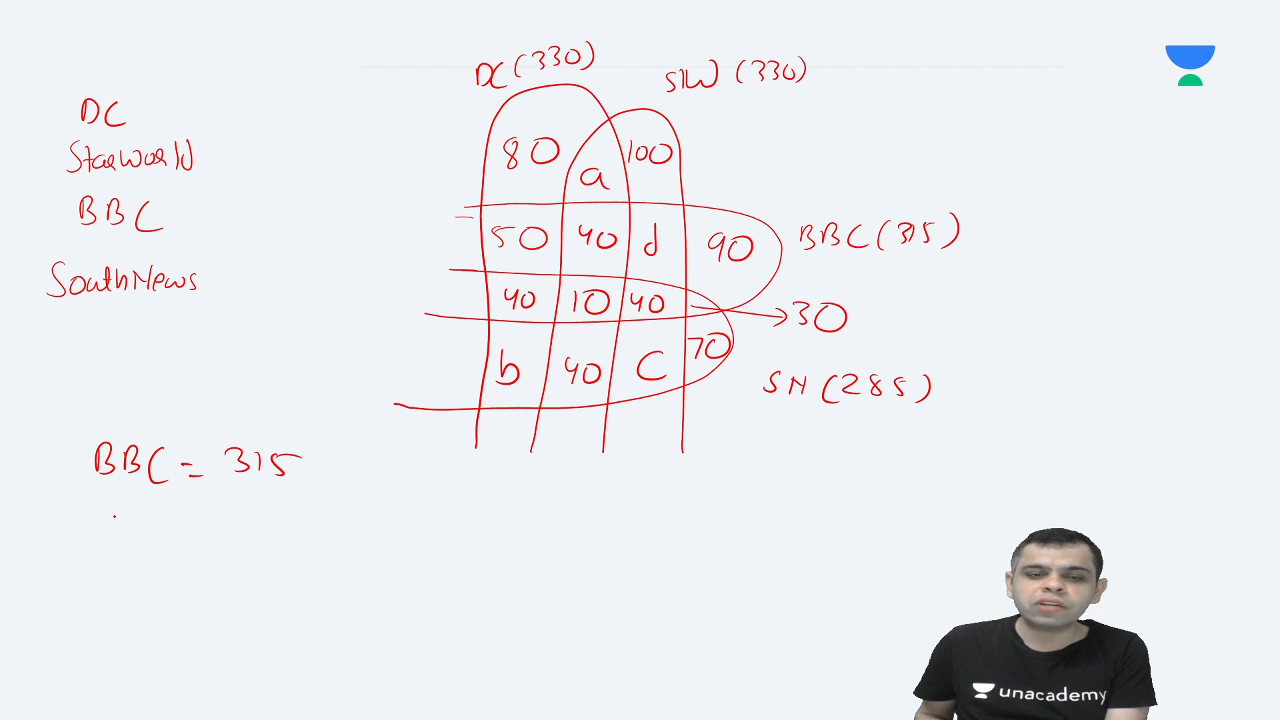 DC (330)
S|W (330)
DC
StarWorld
BBC
SouthNews
80
a
100
50
40
d
90
BBC (315)
40
10
40
30
b
40
C
70
SN (285)
BBC = 315
unacademy